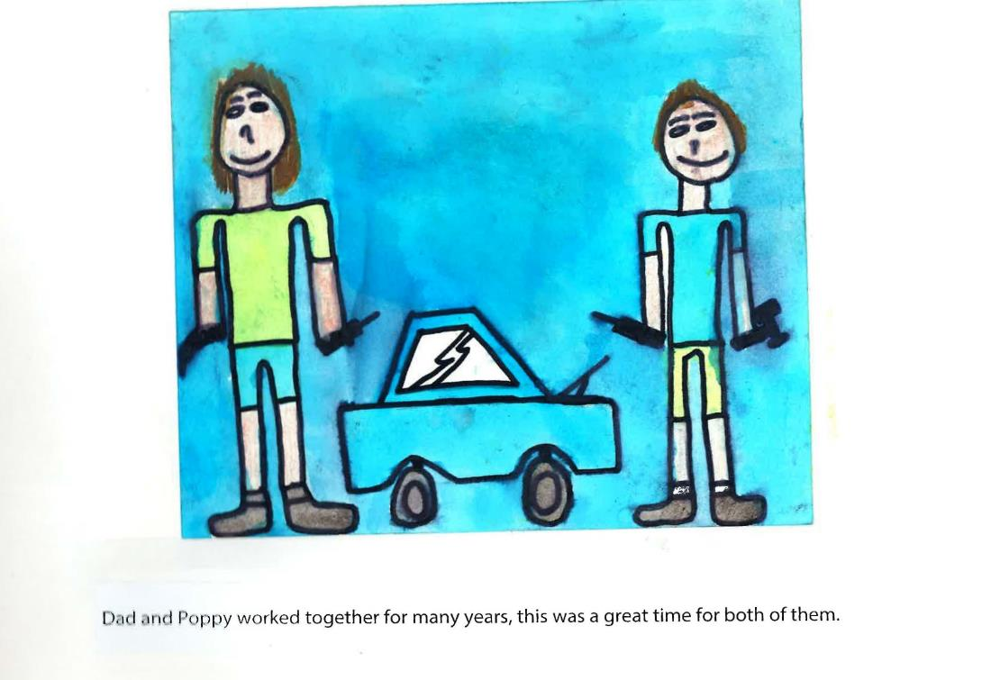 Dad and Poppy worked together for many years, this was a great time for both of them.